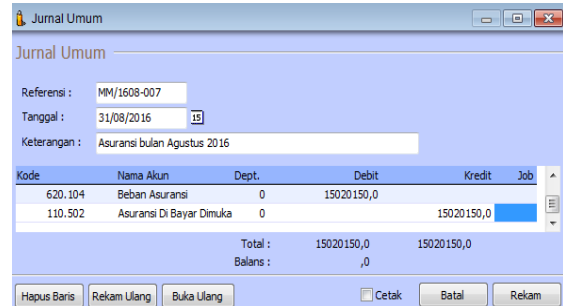 Jurnal Umum
Jurnal Umum
Referensi : MM/1608-007
Tanggal : 31/08/2016 15
Keterangan : Asuransi bulan Agustus 2016
Kode Nama Akun Dept. Debit Kredit Job
620.104 Beban Asuransi 0 15020150,0
110.502 Asuransi Di Bayar Dimuka 0 15020150,0
Total : 15020150,0 15020150,0
Balans : ,0
Hapus Baris Rekam Ulang Buka Ulang Cetak Batal Rekam